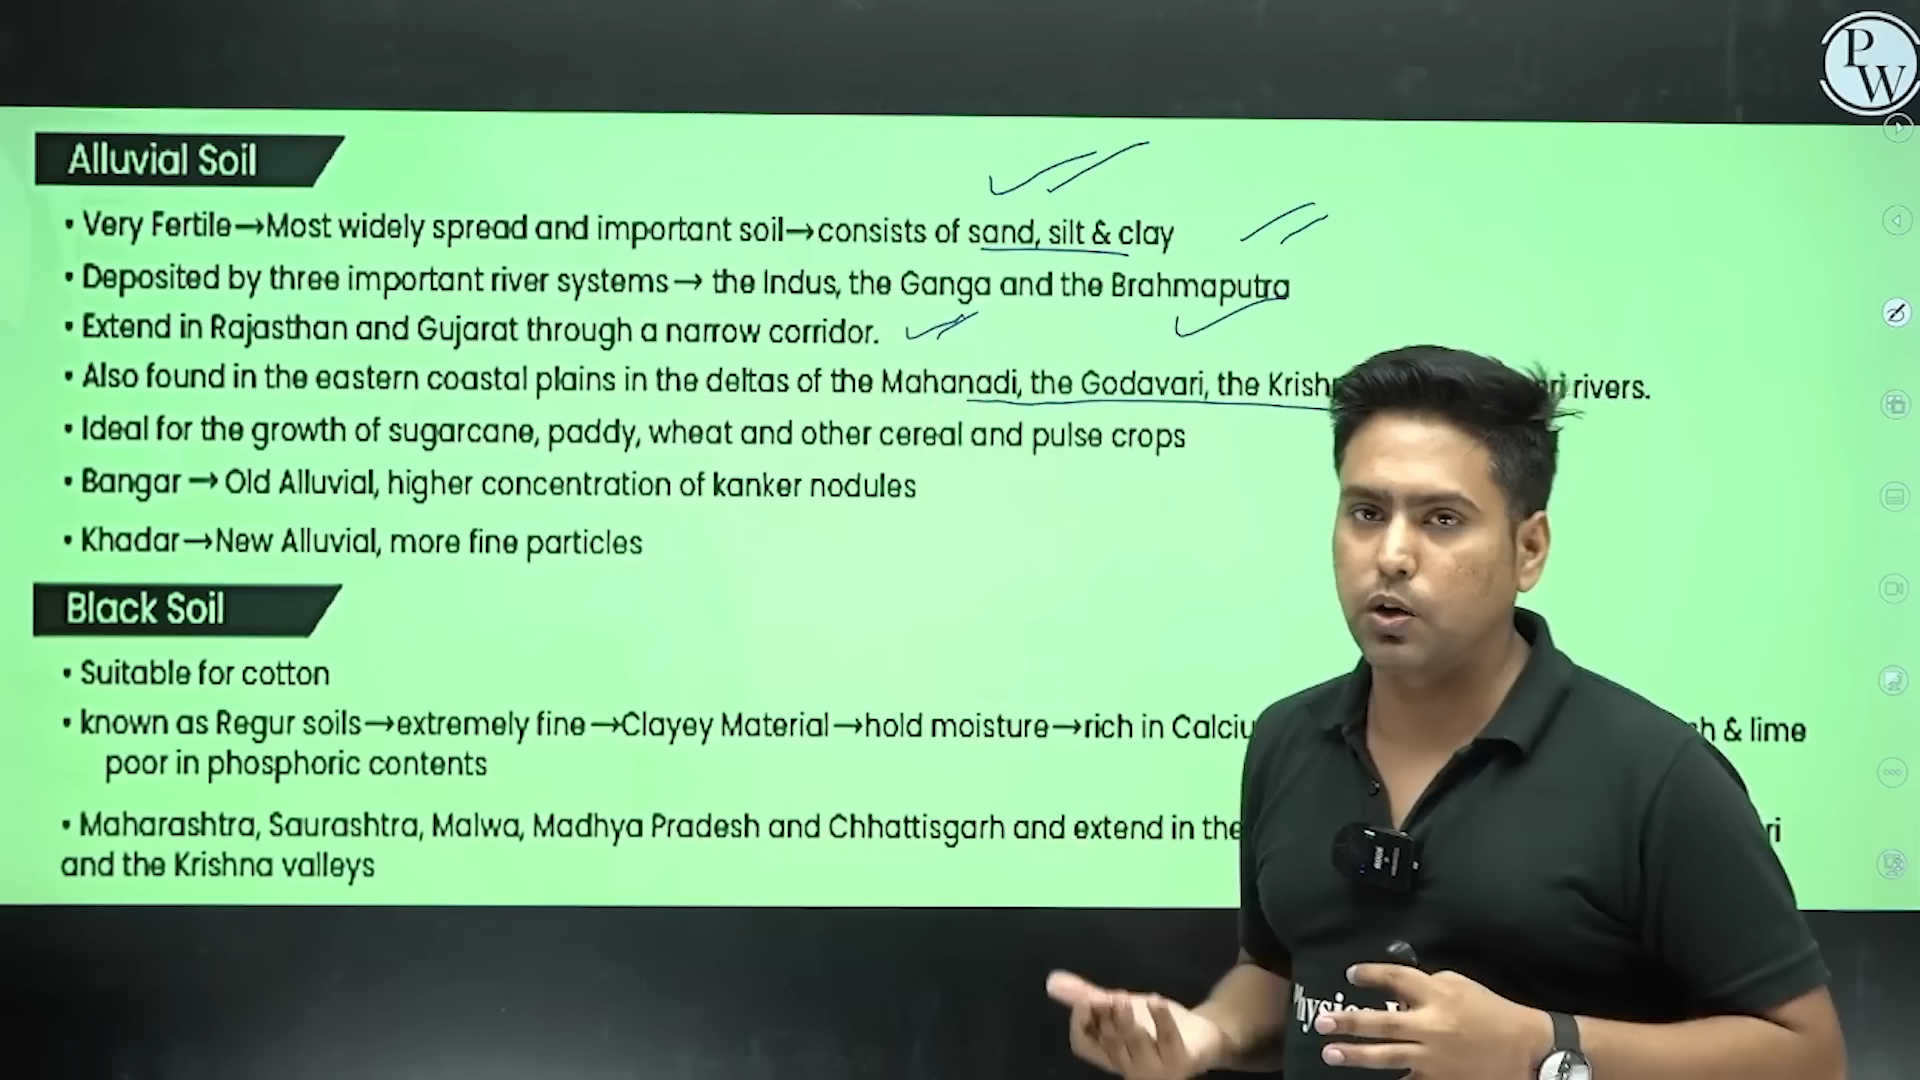 PW
Alluvial Soil
• Very Fertile→Most widely spread and important soil→consists of sand, silt & clay
• Deposited by three important river systems→ the Indus, the Ganga and the Brahmaputra
• Extend in Rajasthan and Gujarat through a narrow corridor.
• Also found in the eastern coastal plains in the deltas of the Mahanadi, the Godavari, the rivers.
• Ideal for the growth of sugarcane, paddy, wheat and other cereal and pulse crops
• Bangar → Old Alluvial, higher concentration of kanker nodules
• Khadar→New Alluvial, more fine particles
Black Soil
• Suitable for cotton
• known as Regur soils→extremely fine→Clayey Material→hold moisture→rich in & lime
poor in phosphoric contents
• Maharashtra, Saurashtra, Malwa, Madhya Pradesh and Chhattisgarh and extend in the
and the Krishna valleys